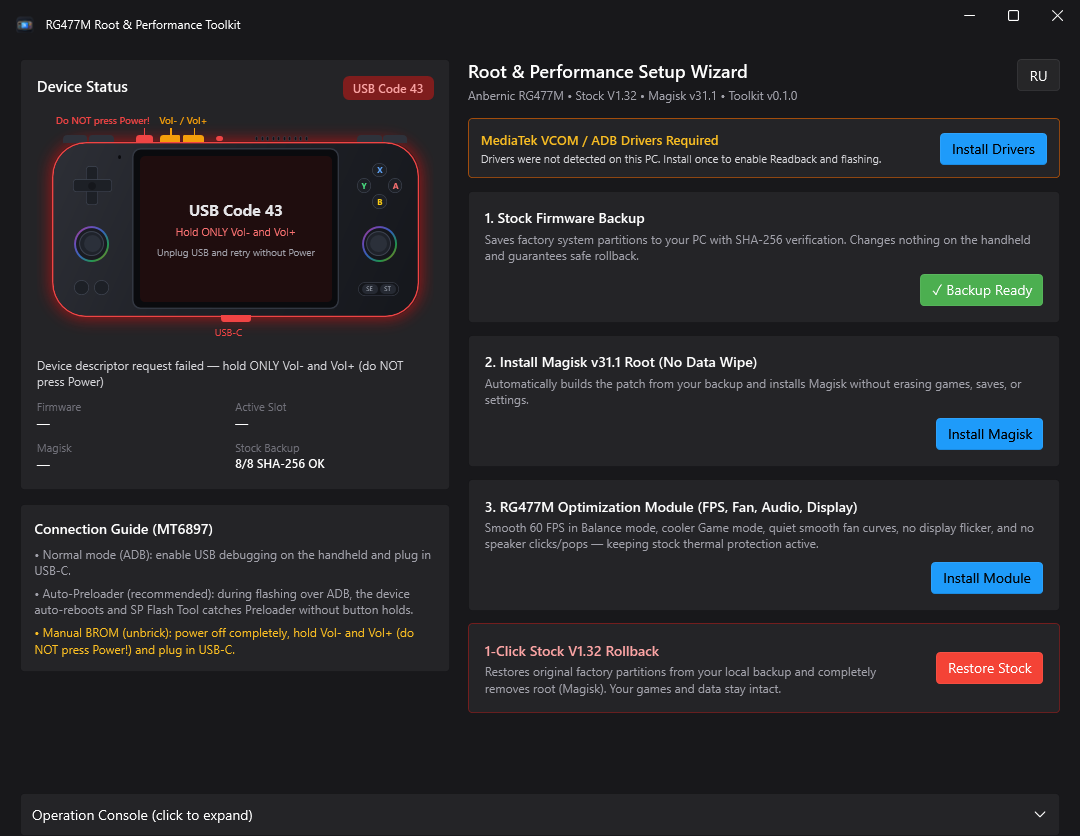 RG477M Root & Performance Toolkit
Device Status
USB Code 43
Do NOT press Power!
Vol- / Vol+
X
Y
A
B
USB Code 43
Hold ONLY Vol- and Vol+
Unplug USB and retry without Power
SE
ST
USB-C
Device descriptor request failed — hold ONLY Vol- and Vol+ (do NOT
press Power)
Firmware
—
Active Slot
—
Magisk
—
Stock Backup
8/8 SHA-256 OK
Connection Guide (MT6897)
• Normal mode (ADB): enable USB debugging on the handheld and plug in
USB-C.
• Auto-Preloader (recommended): during flashing over ADB, the device
auto-reboots and SP Flash Tool catches Preloader without button holds.
• Manual BROM (unbrick): power off completely, hold Vol- and Vol+ (do
NOT press Power!) and plug in USB-C.
Root & Performance Setup Wizard
Anbernic RG477M • Stock V1.32 • Magisk v31.1 • Toolkit v0.1.0
RU
MediaTek VCOM / ADB Drivers Required
Drivers were not detected on this PC. Install once to enable Readback and flashing.
Install Drivers
1. Stock Firmware Backup
Saves factory system partitions to your PC with SHA-256 verification. Changes nothing on the handheld
and guarantees safe rollback.
✓ Backup Ready
2. Install Magisk v31.1 Root (No Data Wipe)
Automatically builds the patch from your backup and installs Magisk without erasing games, saves, or
settings.
Install Magisk
3. RG477M Optimization Module (FPS, Fan, Audio, Display)
Smooth 60 FPS in Balance mode, cooler Game mode, quiet smooth fan curves, no display flicker, and no
speaker clicks/pops — keeping stock thermal protection active.
Install Module
1-Click Stock V1.32 Rollback
Restores original factory partitions from your local backup and completely
removes root (Magisk). Your games and data stay intact.
Restore Stock
Operation Console (click to expand)